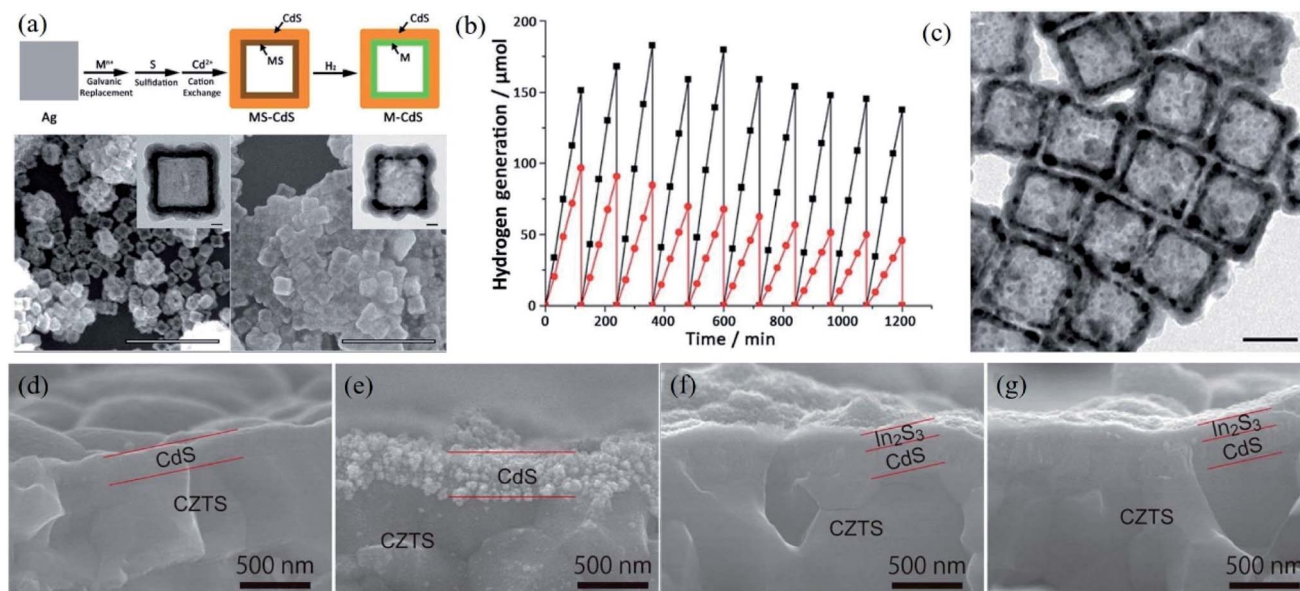 (a)
CdS
CdS
Mⁿ⁺
S
Cd²⁺
MS
H₂
M
Galvanic
Replacement
Sulfidation
Cation
Exchange
Ag
MS-CdS
M-CdS
(b)
Hydrogen generation / μmol
200
150
100
50
0
0
200
400
600
800
1000
1200
Time / min
(c)
(d)
CdS
CZTS
500 nm
(e)
CdS
CZTS
500 nm
(f)
In₂S₃
CdS
CZTS
500 nm
(g)
In₂S₃
CdS
CZTS
500 nm